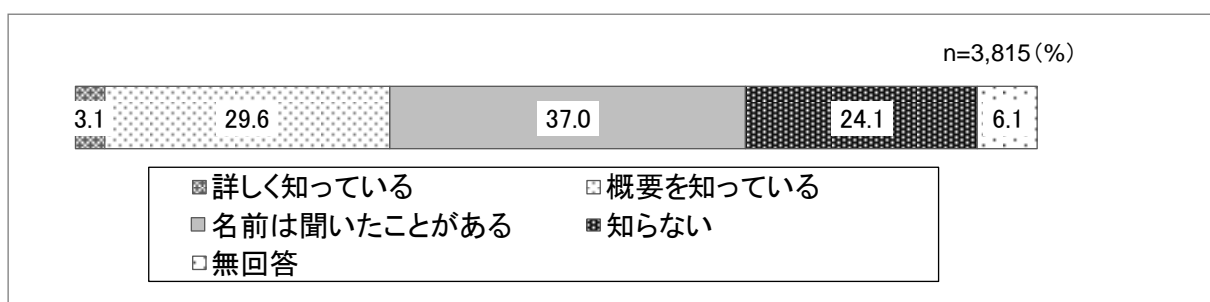 n=3,815(%)
3.1 29.6 37.0 24.1 6.1
詳しく知っている 概要を知っている
名前は聞いたことがある 知らない
無回答